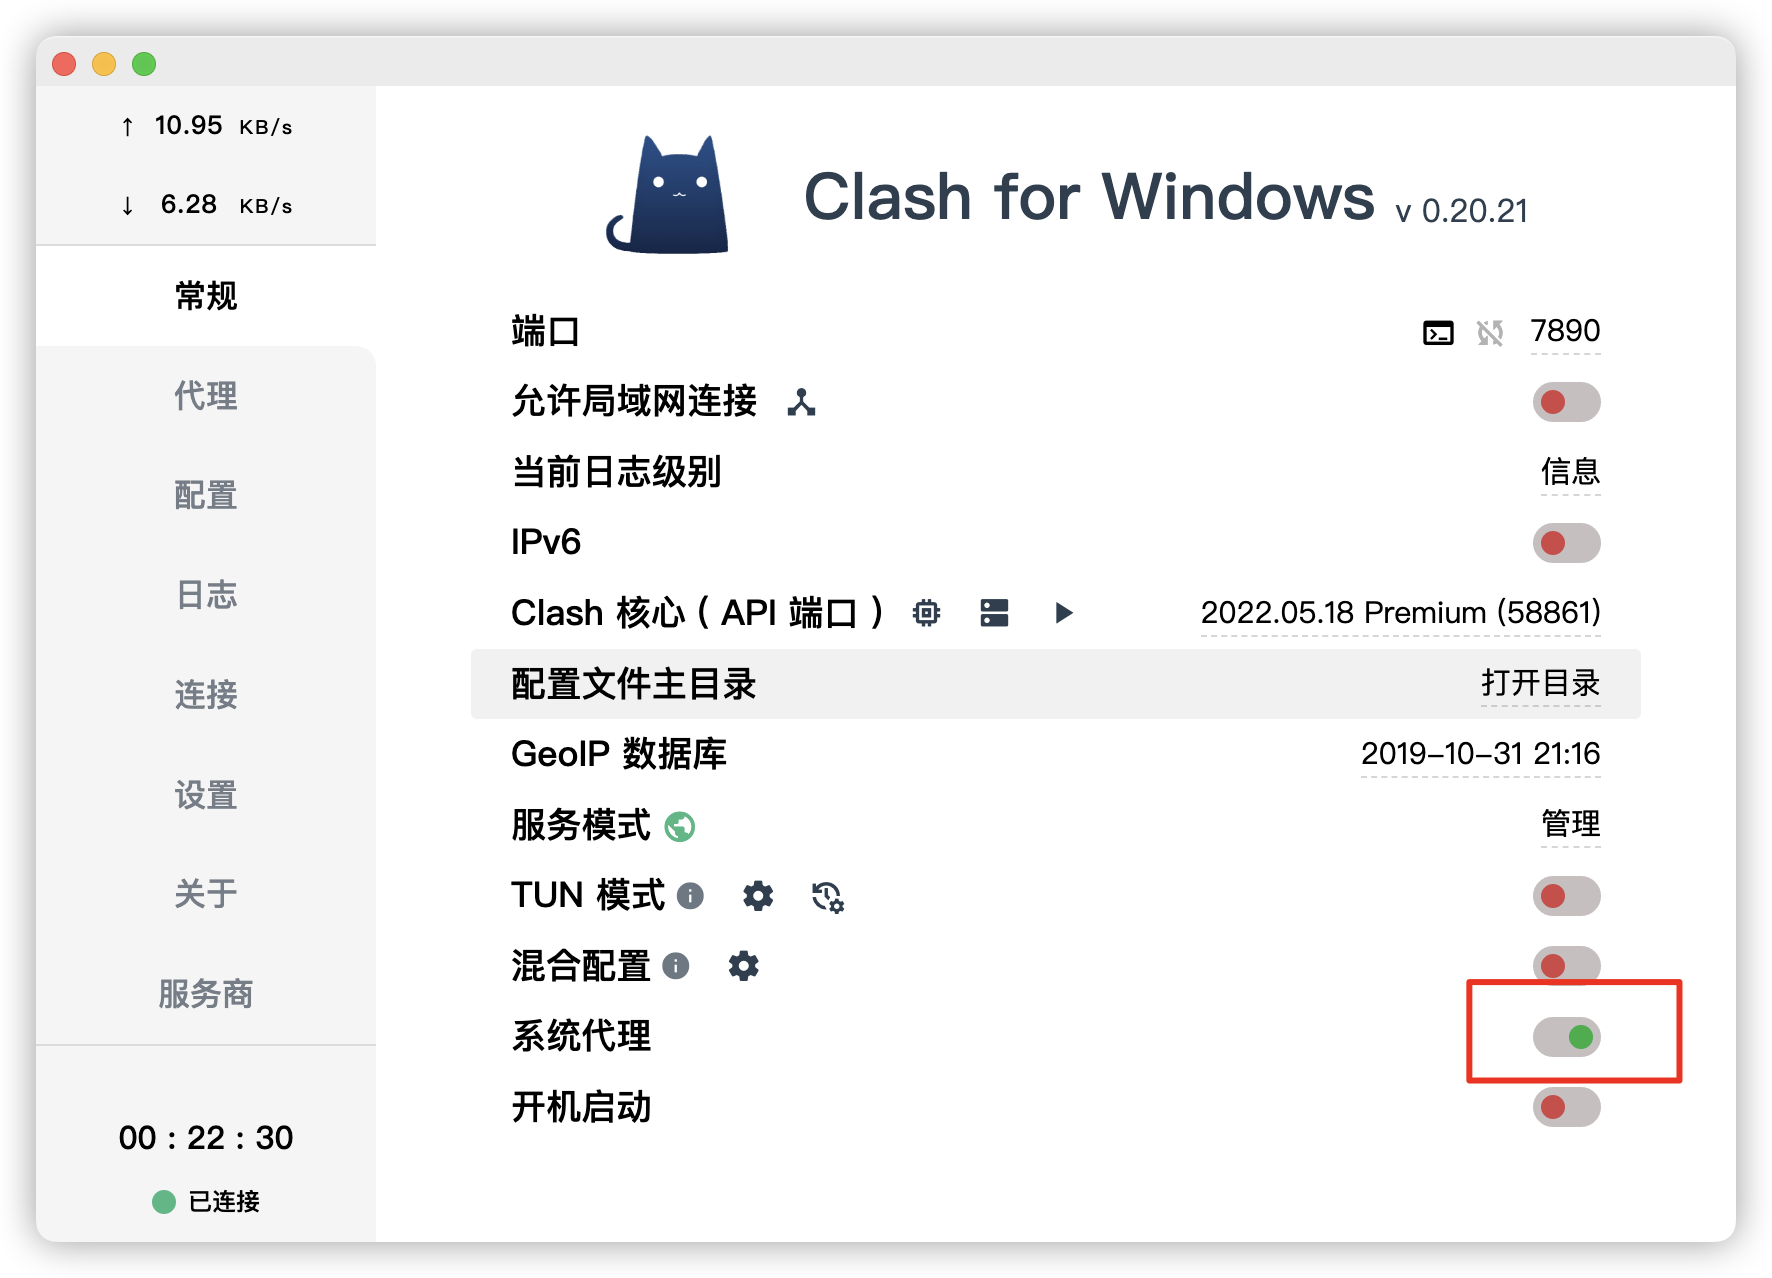 ↑ 10.95 KB/s
↓ 6.28 KB/s
常规
代理
配置
日志
连接
设置
关于
服务商
00 : 22 : 30
已连接
Clash for Windows v 0.20.21
端口 7890
允许局域网连接
当前日志级别 信息
IPv6
Clash 核心 ( API 端口 ) 2022.05.18 Premium (58861)
配置文件主目录 打开目录
GeoIP 数据库 2019-10-31 21:16
服务模式 管理
TUN 模式
混合配置
系统代理
开机启动